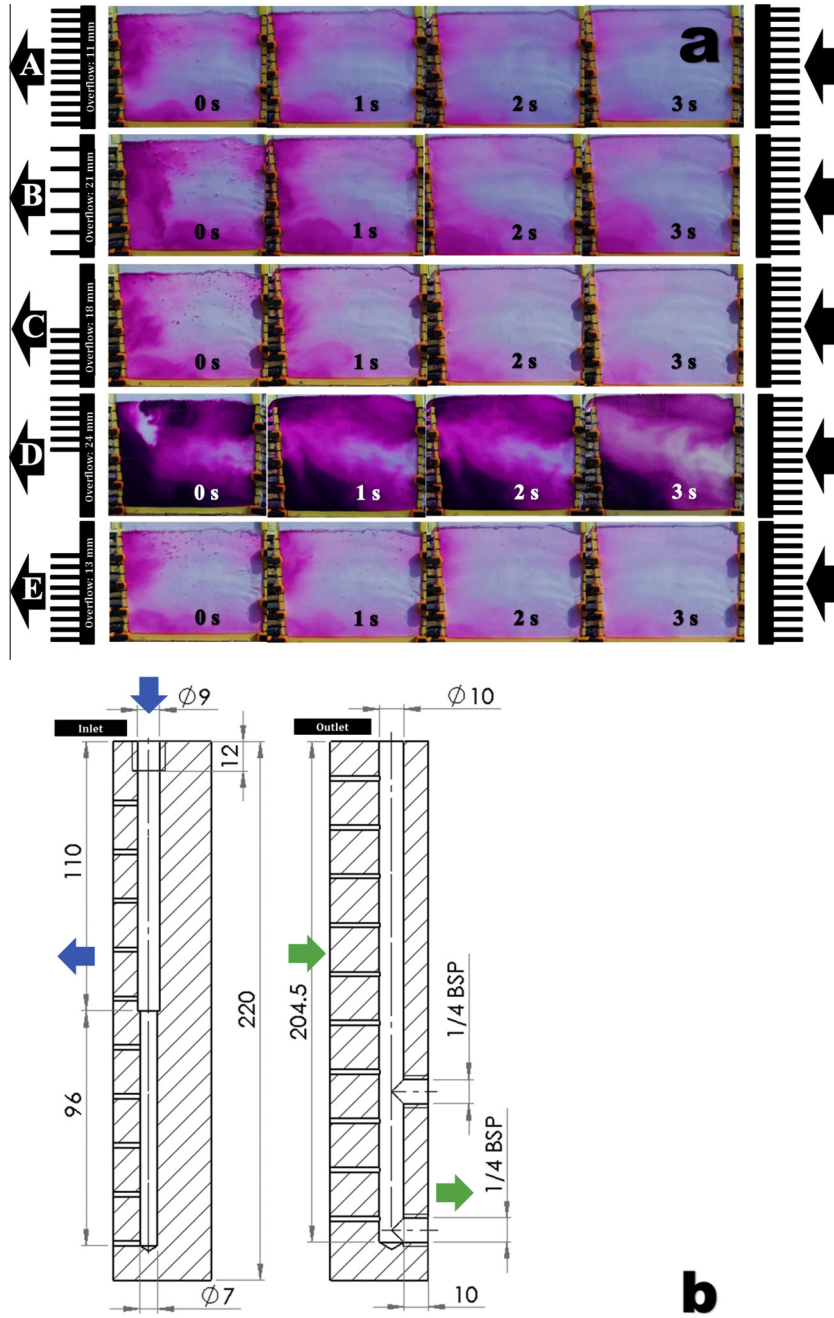 a
A
Overflow: 11 mm
0 s
1 s
2 s
3 s
B
Overflow: 21 mm
0 s
1 s
2 s
3 s
C
Overflow: 18 mm
0 s
1 s
2 s
3 s
D
Overflow: 24 mm
0 s
1 s
2 s
3 s
E
Overflow: 13 mm
0 s
1 s
2 s
3 s
Inlet
∅9
12
110
96
220
∅7
Outlet
∅10
204.5
1/4 BSP
1/4 BSP
10
b